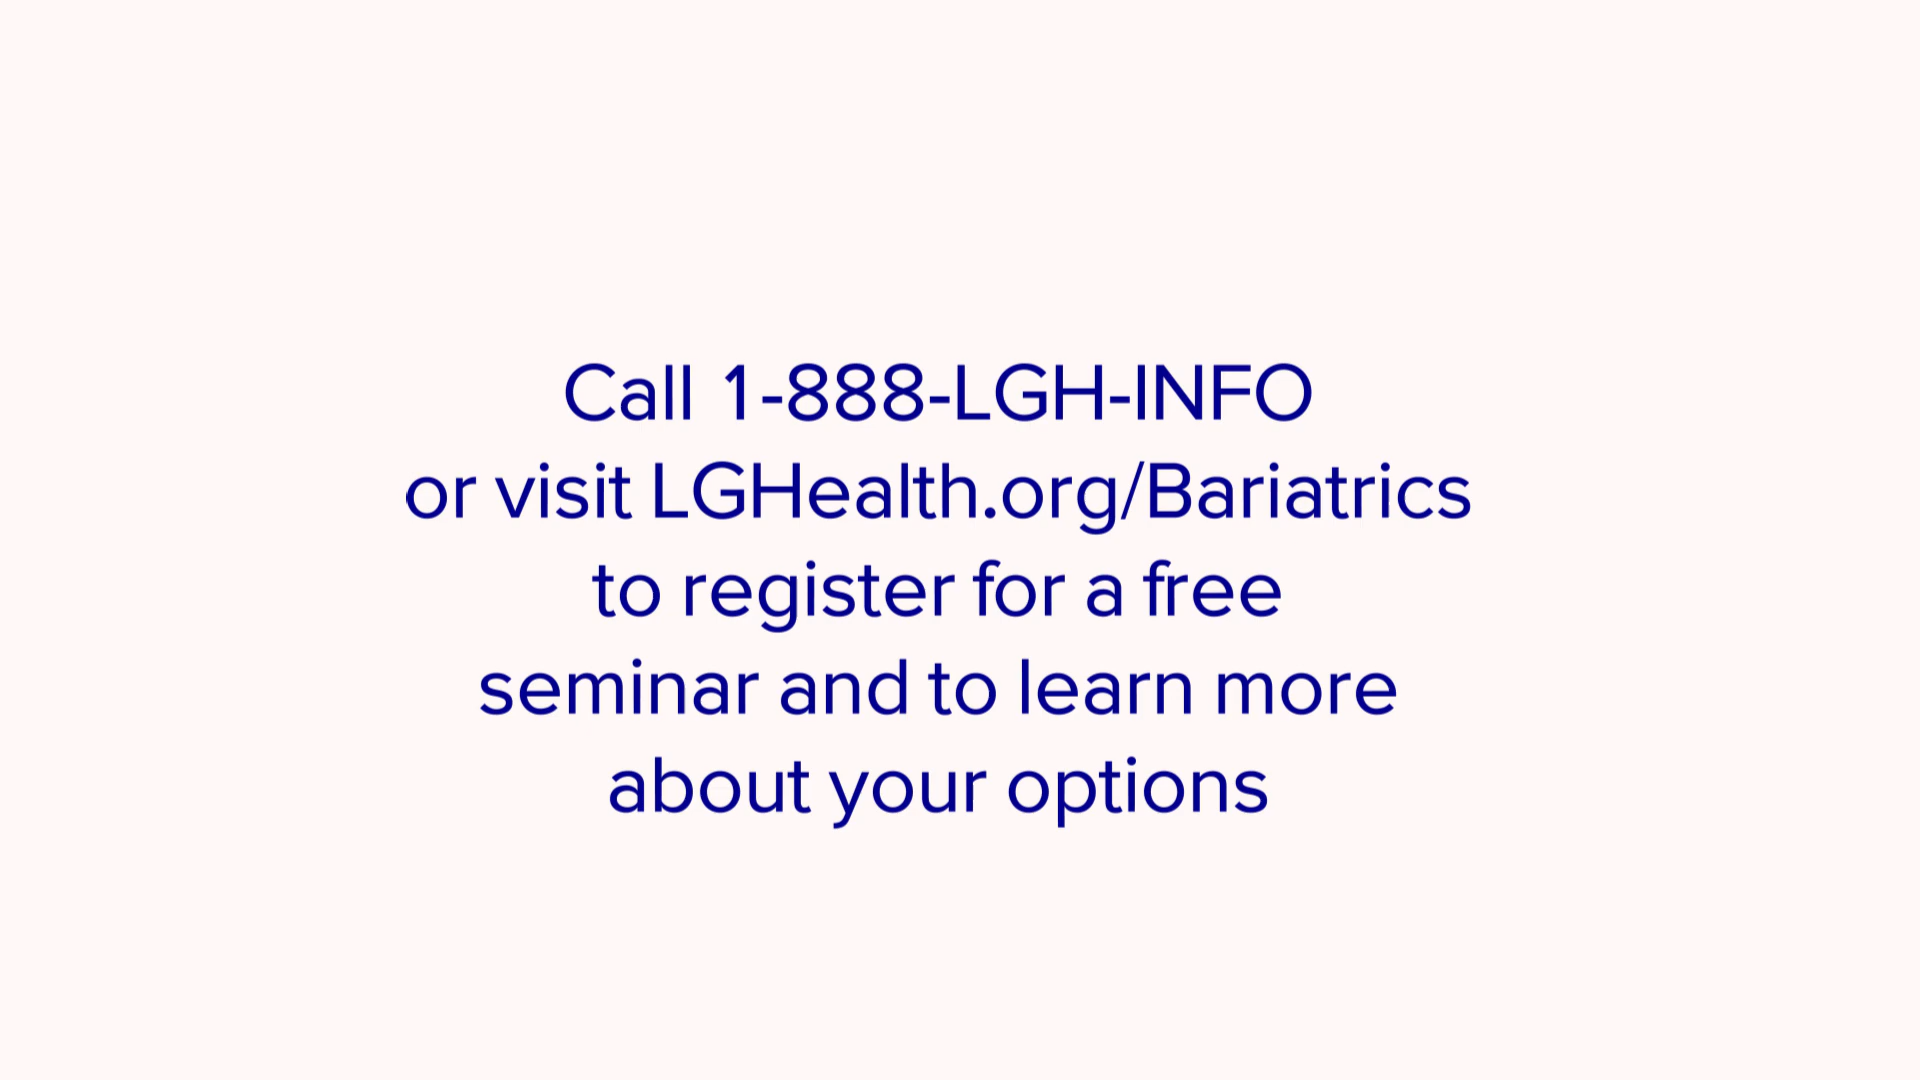 Call 1-888-LGH-INFO
or visit LGHealth.org/Bariatrics
to register for a free
seminar and to learn more
about your options